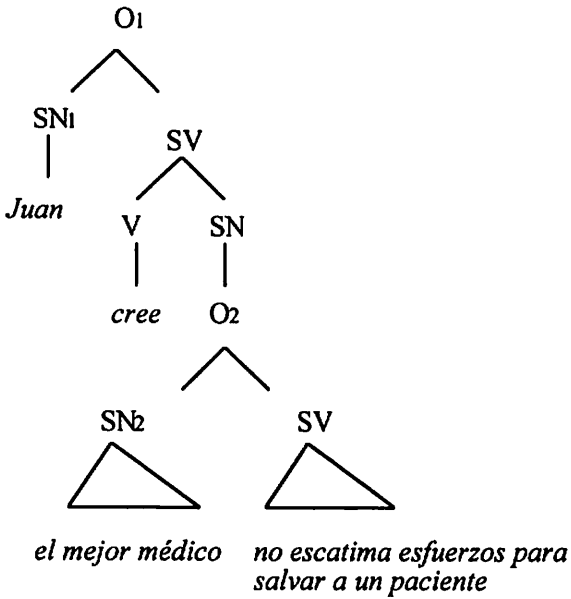 O1
SN1
SV
Juan
V SN
cree O2
SN2 SV
el mejor médico no escatima esfuerzos para
salvar a un paciente